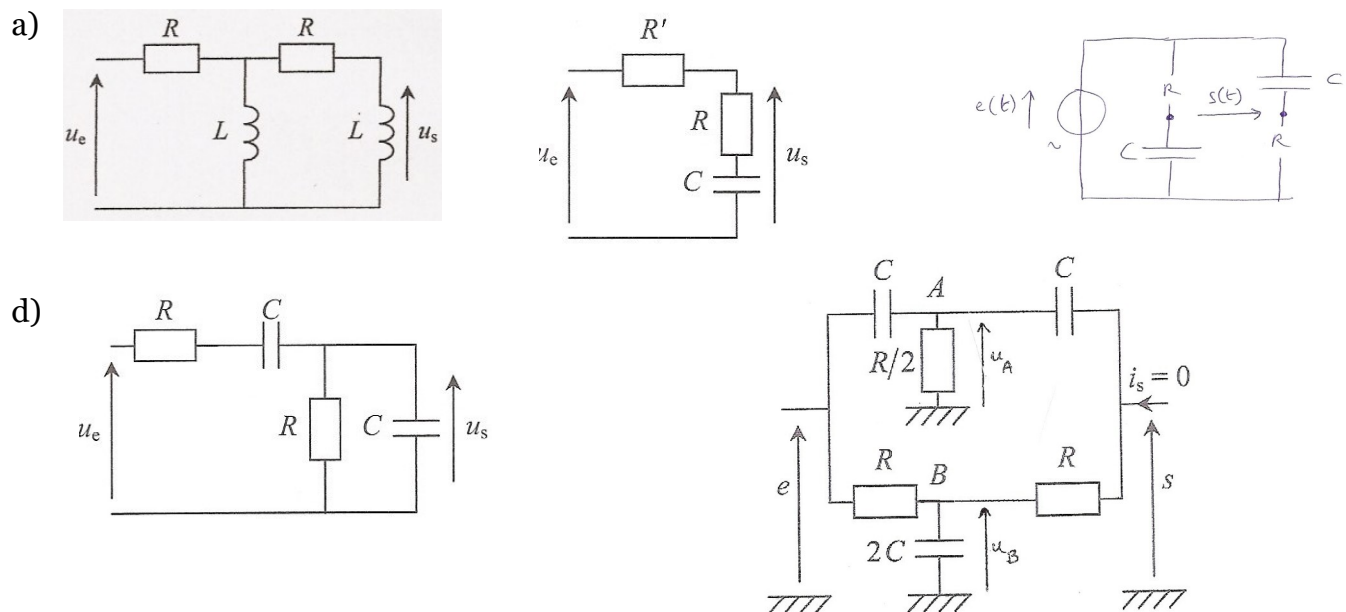 a)
R
R
u_e
L
L
u_s
R'
u_e
R
C
u_s
e(t)
~
R
s(t)
C
C
R
d)
R
C
u_e
R
C
u_s
C
A
C
R/2
u_A
i_s = 0
R
B
R
e
s
2C
u_B